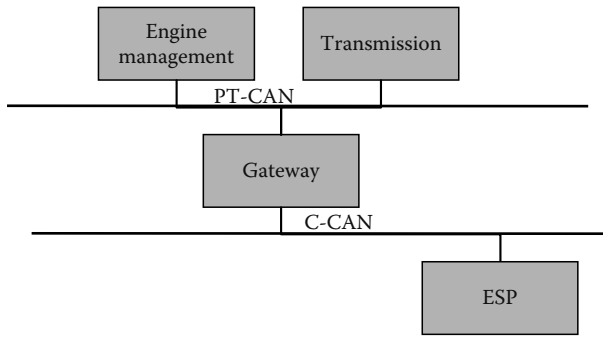 Engine
management
Transmission
PT-CAN
Gateway
C-CAN
ESP